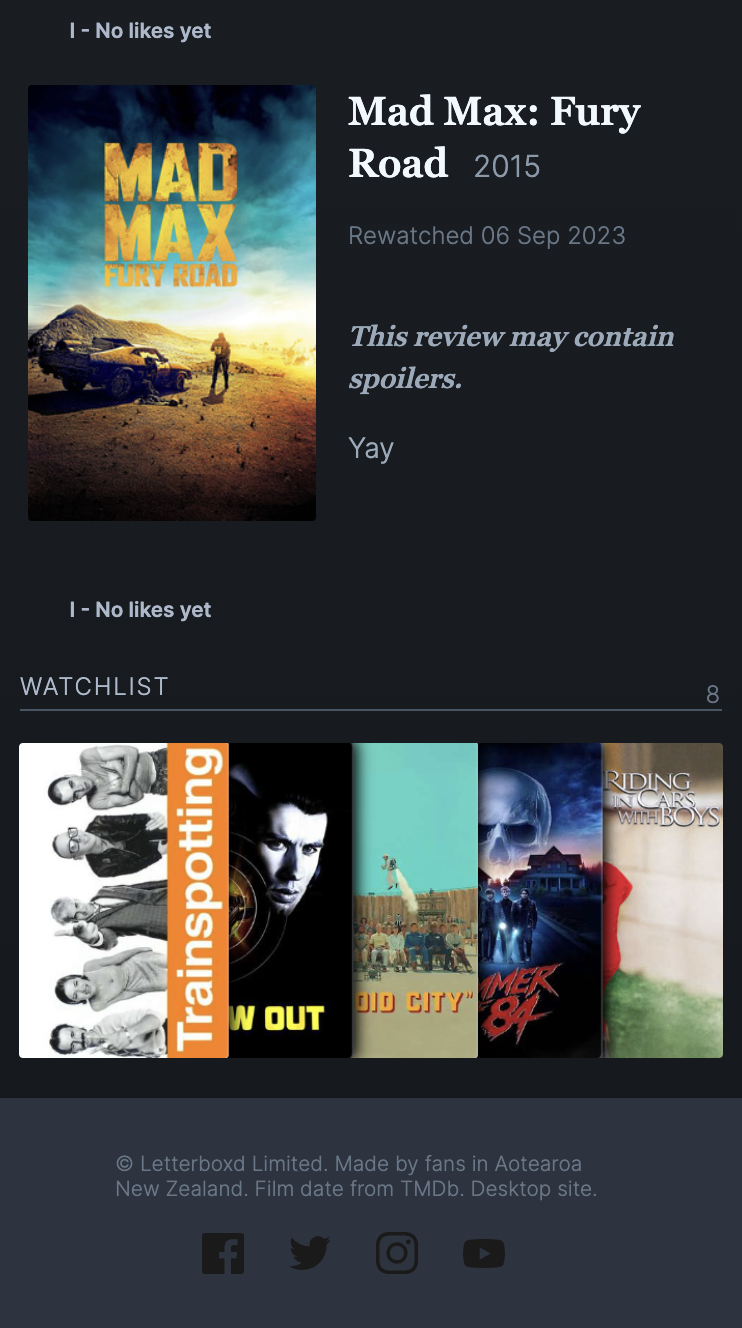 I - No likes yet
MAD
MAX
FURY ROAD
Mad Max: Fury
Road 2015
Rewatched 06 Sep 2023
This review may contain
spoilers.
Yay
I - No likes yet
WATCHLIST 8
Trainspotting
W OUT
OID CITY"
MMER
84
RIDING
IN CARS
WITH BOYS
© Letterboxd Limited. Made by fans in Aotearoa
New Zealand. Film date from TMDb. Desktop site.